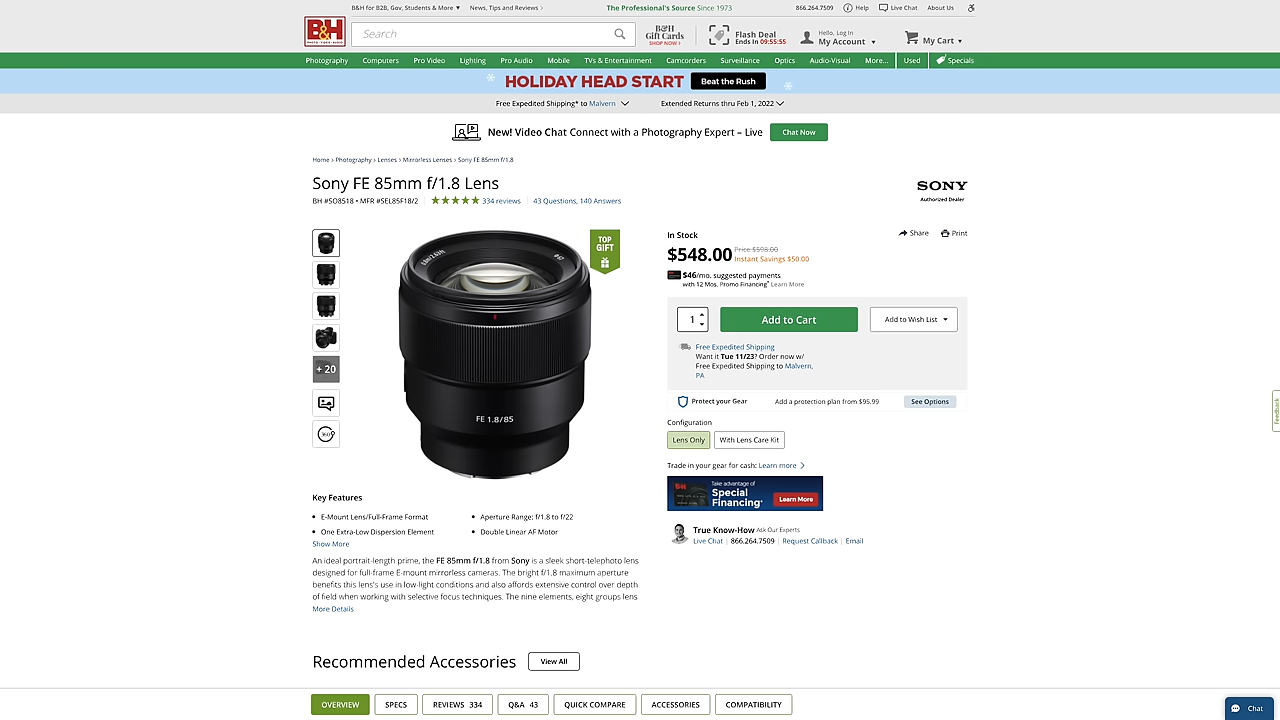 B&H for B2B, Gov, Students & More ▼ News, Tips and Reviews ›
The Professional's Source Since 1973
866.264.7509 Help Live Chat About Us
B&H
PHOTO · VIDEO · AUDIO
Search
B&H
Gift Cards
SHOP NOW ›
Flash Deal
Ends In 09:55:55
Hello, Log In
My Account ▼
My Cart ▼
Photography Computers Pro Video Lighting Pro Audio Mobile TVs & Entertainment Camcorders Surveillance Optics Audio-Visual More... Used Specials
HOLIDAY HEAD START Beat the Rush
Free Expedited Shipping* to Malvern Extended Returns thru Feb 1, 2022
New! Video Chat Connect with a Photography Expert – Live Chat Now
Home › Photography › Lenses › Mirrorless Lenses › Sony FE 85mm f/1.8
Sony FE 85mm f/1.8 Lens
BH #SO8518 • MFR #SEL85F18/2 334 reviews 43 Questions, 140 Answers
SONY
Authorized Dealer
TOP
GIFT
FE 1.8/85
+ 20
360°
In Stock
Share Print
$548.00 Price $598.00
Instant Savings $50.00
$46/mo. suggested payments
with 12 Mos. Promo Financing* Learn More
1 Add to Cart Add to Wish List
Free Expedited Shipping
Want it Tue 11/23? Order now w/
Free Expedited Shipping to Malvern,
PA
Protect your Gear Add a protection plan from $95.99 See Options
Configuration
Lens Only With Lens Care Kit
Trade in your gear for cash: Learn more
B&H Take advantage of
Special
Financing* Learn More
True Know-How Ask Our Experts
Live Chat | 866.264.7509 | Request Callback | Email
Key Features
E-Mount Lens/Full-Frame Format
Aperture Range: f/1.8 to f/22
One Extra-Low Dispersion Element
Double Linear AF Motor
Show More
An ideal portrait-length prime, the FE 85mm f/1.8 from Sony is a sleek short-telephoto lens
designed for full-frame E-mount mirrorless cameras. The bright f/1.8 maximum aperture
benefits this lens's use in low-light conditions and also affords extensive control over depth
of field when working with selective focus techniques. The nine elements, eight groups lens
More Details
Recommended Accessories View All
OVERVIEW SPECS REVIEWS 334 Q&A 43 QUICK COMPARE ACCESSORIES COMPATIBILITY
Feedback
Chat